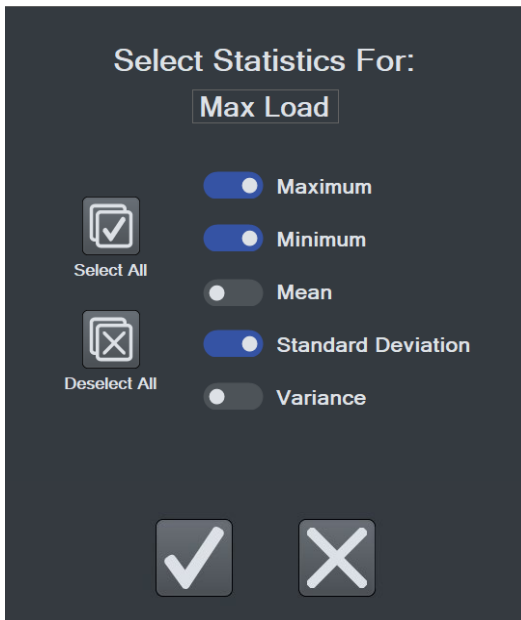 Select Statistics For:
Max Load
Maximum
Minimum
Select All
Mean
Standard Deviation
Deselect All
Variance